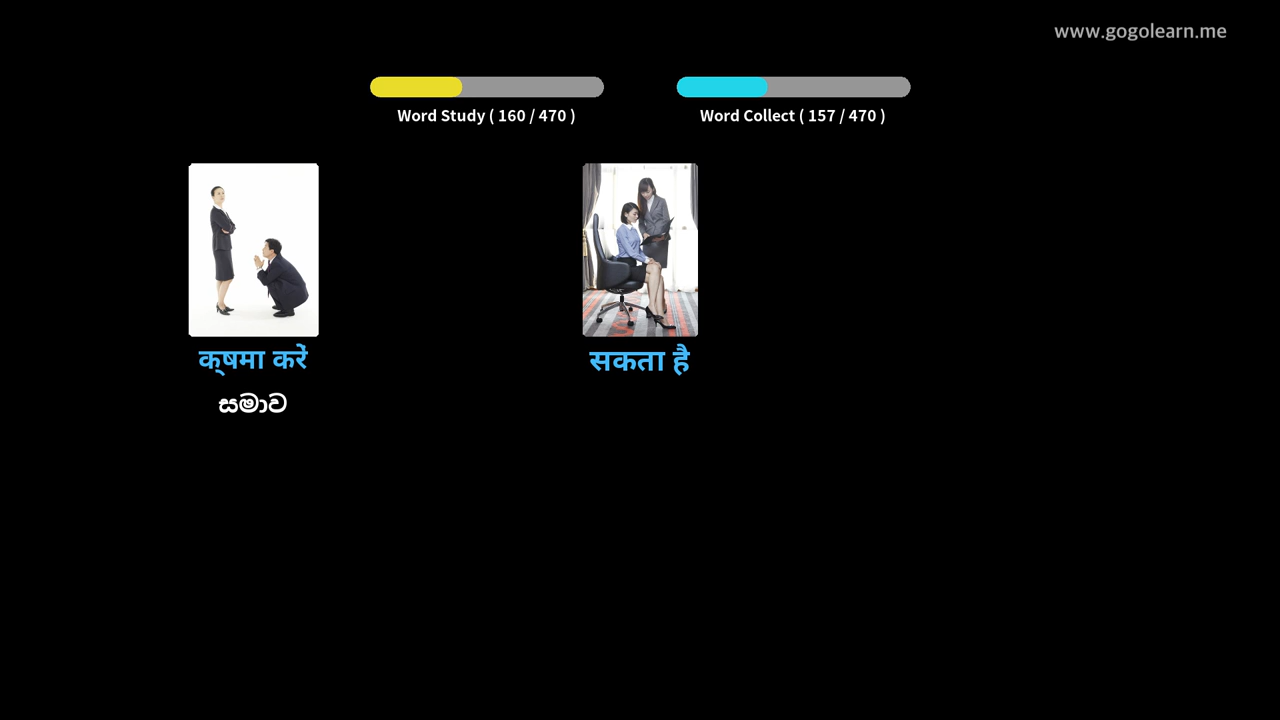 www.gogolearn.me
Word Study ( 160 / 470 )
Word Collect ( 157 / 470 )
क्षमा करें
සමාව
सकता है